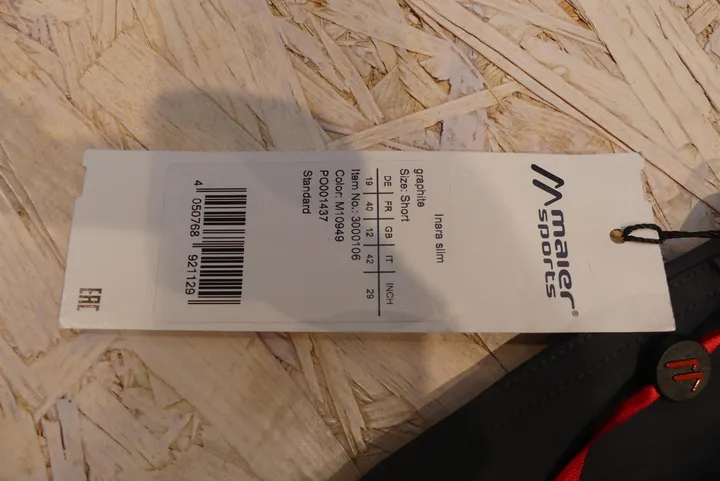 maier
sports®
Inara slim
graphite
Size: Short
DE FR GB IT INCH
19 40 12 42 29
Item No.: 3000106
Color: M10949
PO001437
Standard
4 050768 921129
EAC